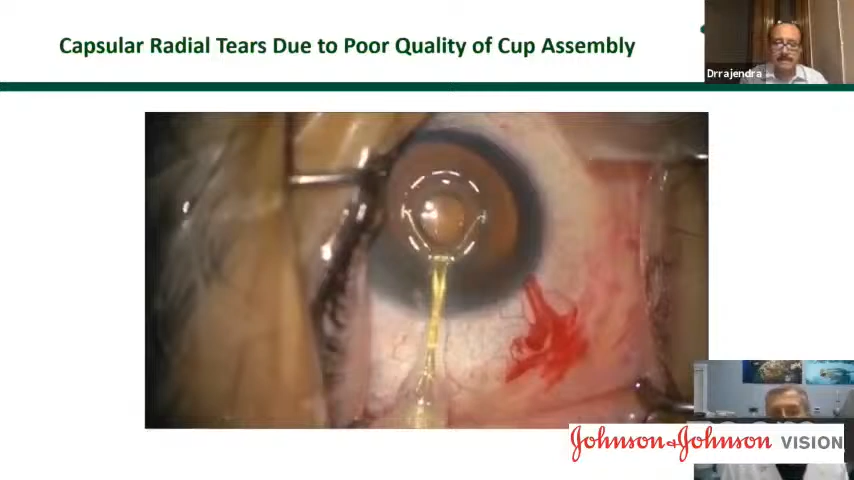 Capsular Radial Tears Due to Poor Quality of Cup Assembly
Drrajendra
Johnson & Johnson VISION